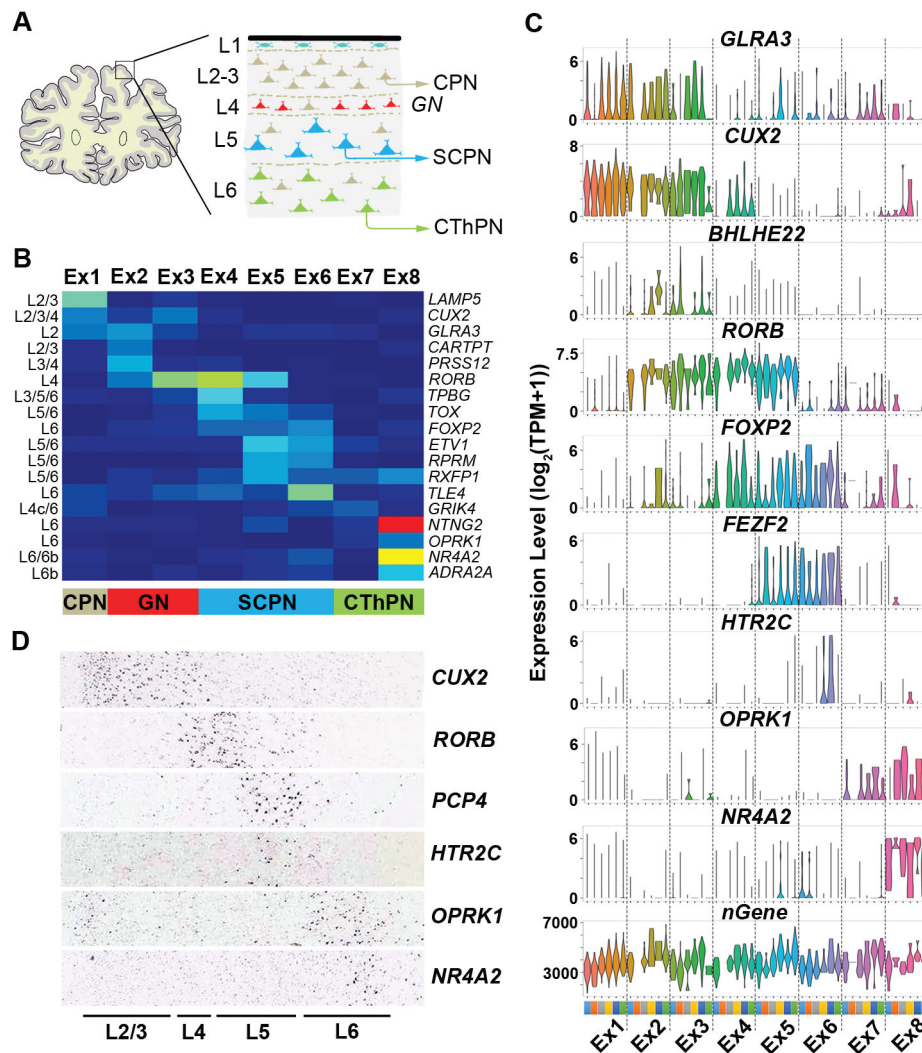 A
L1
L2-3
L4
L5
L6
CPN
GN
SCPN
CThPN
B
Ex1 Ex2 Ex3 Ex4 Ex5 Ex6 Ex7 Ex8
L2/3 LAMP5
L2/3/4 CUX2
L2 GLRA3
L2/3 CARTPT
L3/4 PRSS12
L4 RORB
L3/5/6 TPBG
L5/6 TOX
L6 FOXP2
L5/6 ETV1
L5/6 RPRM
L5/6 RXFP1
L6 TLE4
L4c/6 GRIK4
L6 NTNG2
L6 OPRK1
L6/6b NR4A2
L6b ADRA2A
CPN GN SCPN CThPN
C
Expression Level (log₂(TPM+1))
GLRA3
6
0
CUX2
8
0
BHLHE22
6
0
RORB
7.5
0
FOXP2
6
0
FEZF2
6
0
HTR2C
6
0
OPRK1
6
0
NR4A2
6
0
nGene
7000
3000
Ex1 Ex2 Ex3 Ex4 Ex5 Ex6 Ex7 Ex8
D
CUX2
RORB
PCP4
HTR2C
OPRK1
NR4A2
L2/3 L4 L5 L6